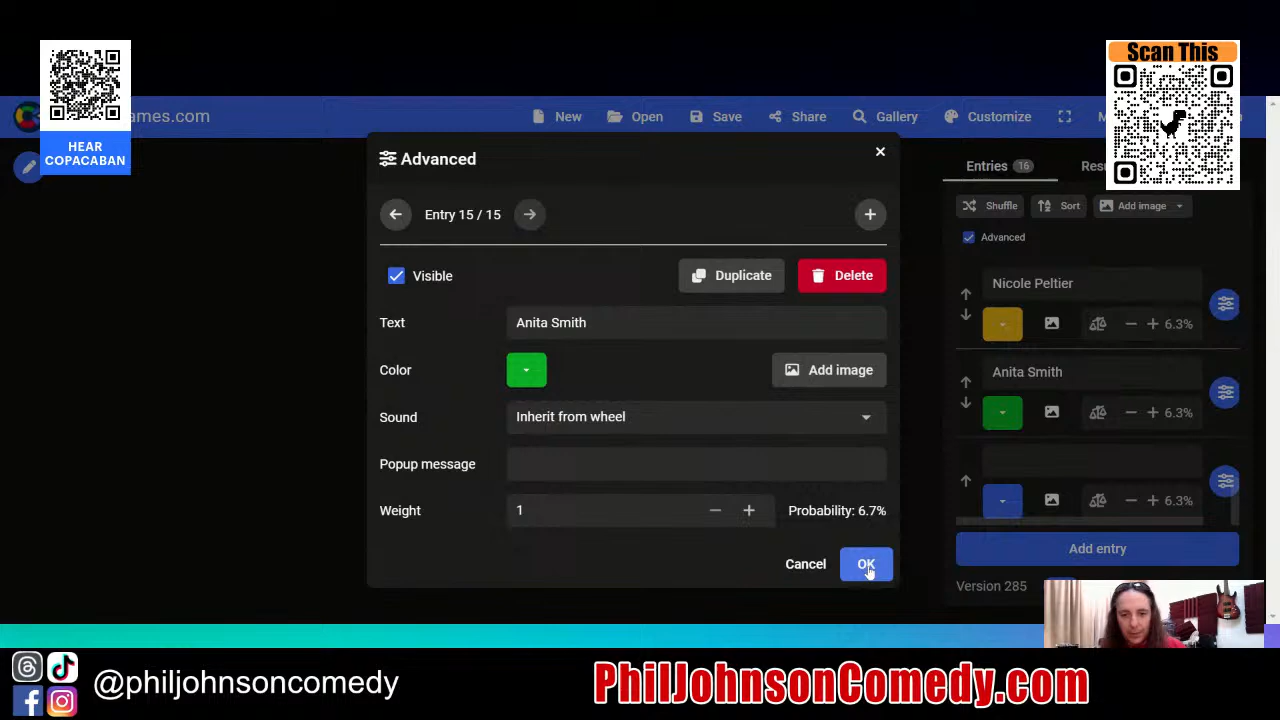 Scan This
HEAR
COPACABAN
ames.com
New
Open
Save
Share
Gallery
Customize
Advanced
Entry 15 / 15
Visible
Duplicate
Delete
Text
Anita Smith
Color
Add image
Sound
Inherit from wheel
Popup message
Weight
1
Probability: 6.7%
Cancel
OK
Entries 16
Shuffle
Sort
Add image
Advanced
Nicole Peltier
6.3%
Anita Smith
6.3%
6.3%
Add entry
Version 285
@philjohnsoncomedy
PhilJohnsonComedy.com